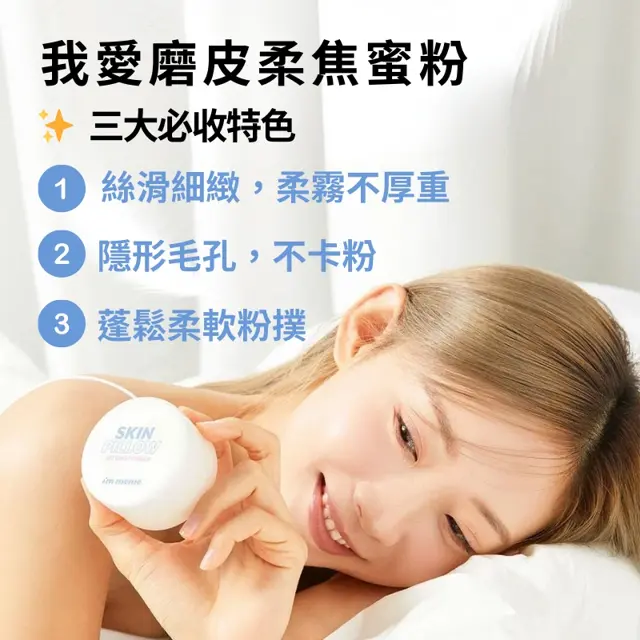 我愛磨皮柔焦蜜粉
三大必收特色
1 絲滑細緻，柔霧不厚重
2 隱形毛孔，不卡粉
3 蓬鬆柔軟粉撲
SKIN
PILLOW
i'm meme